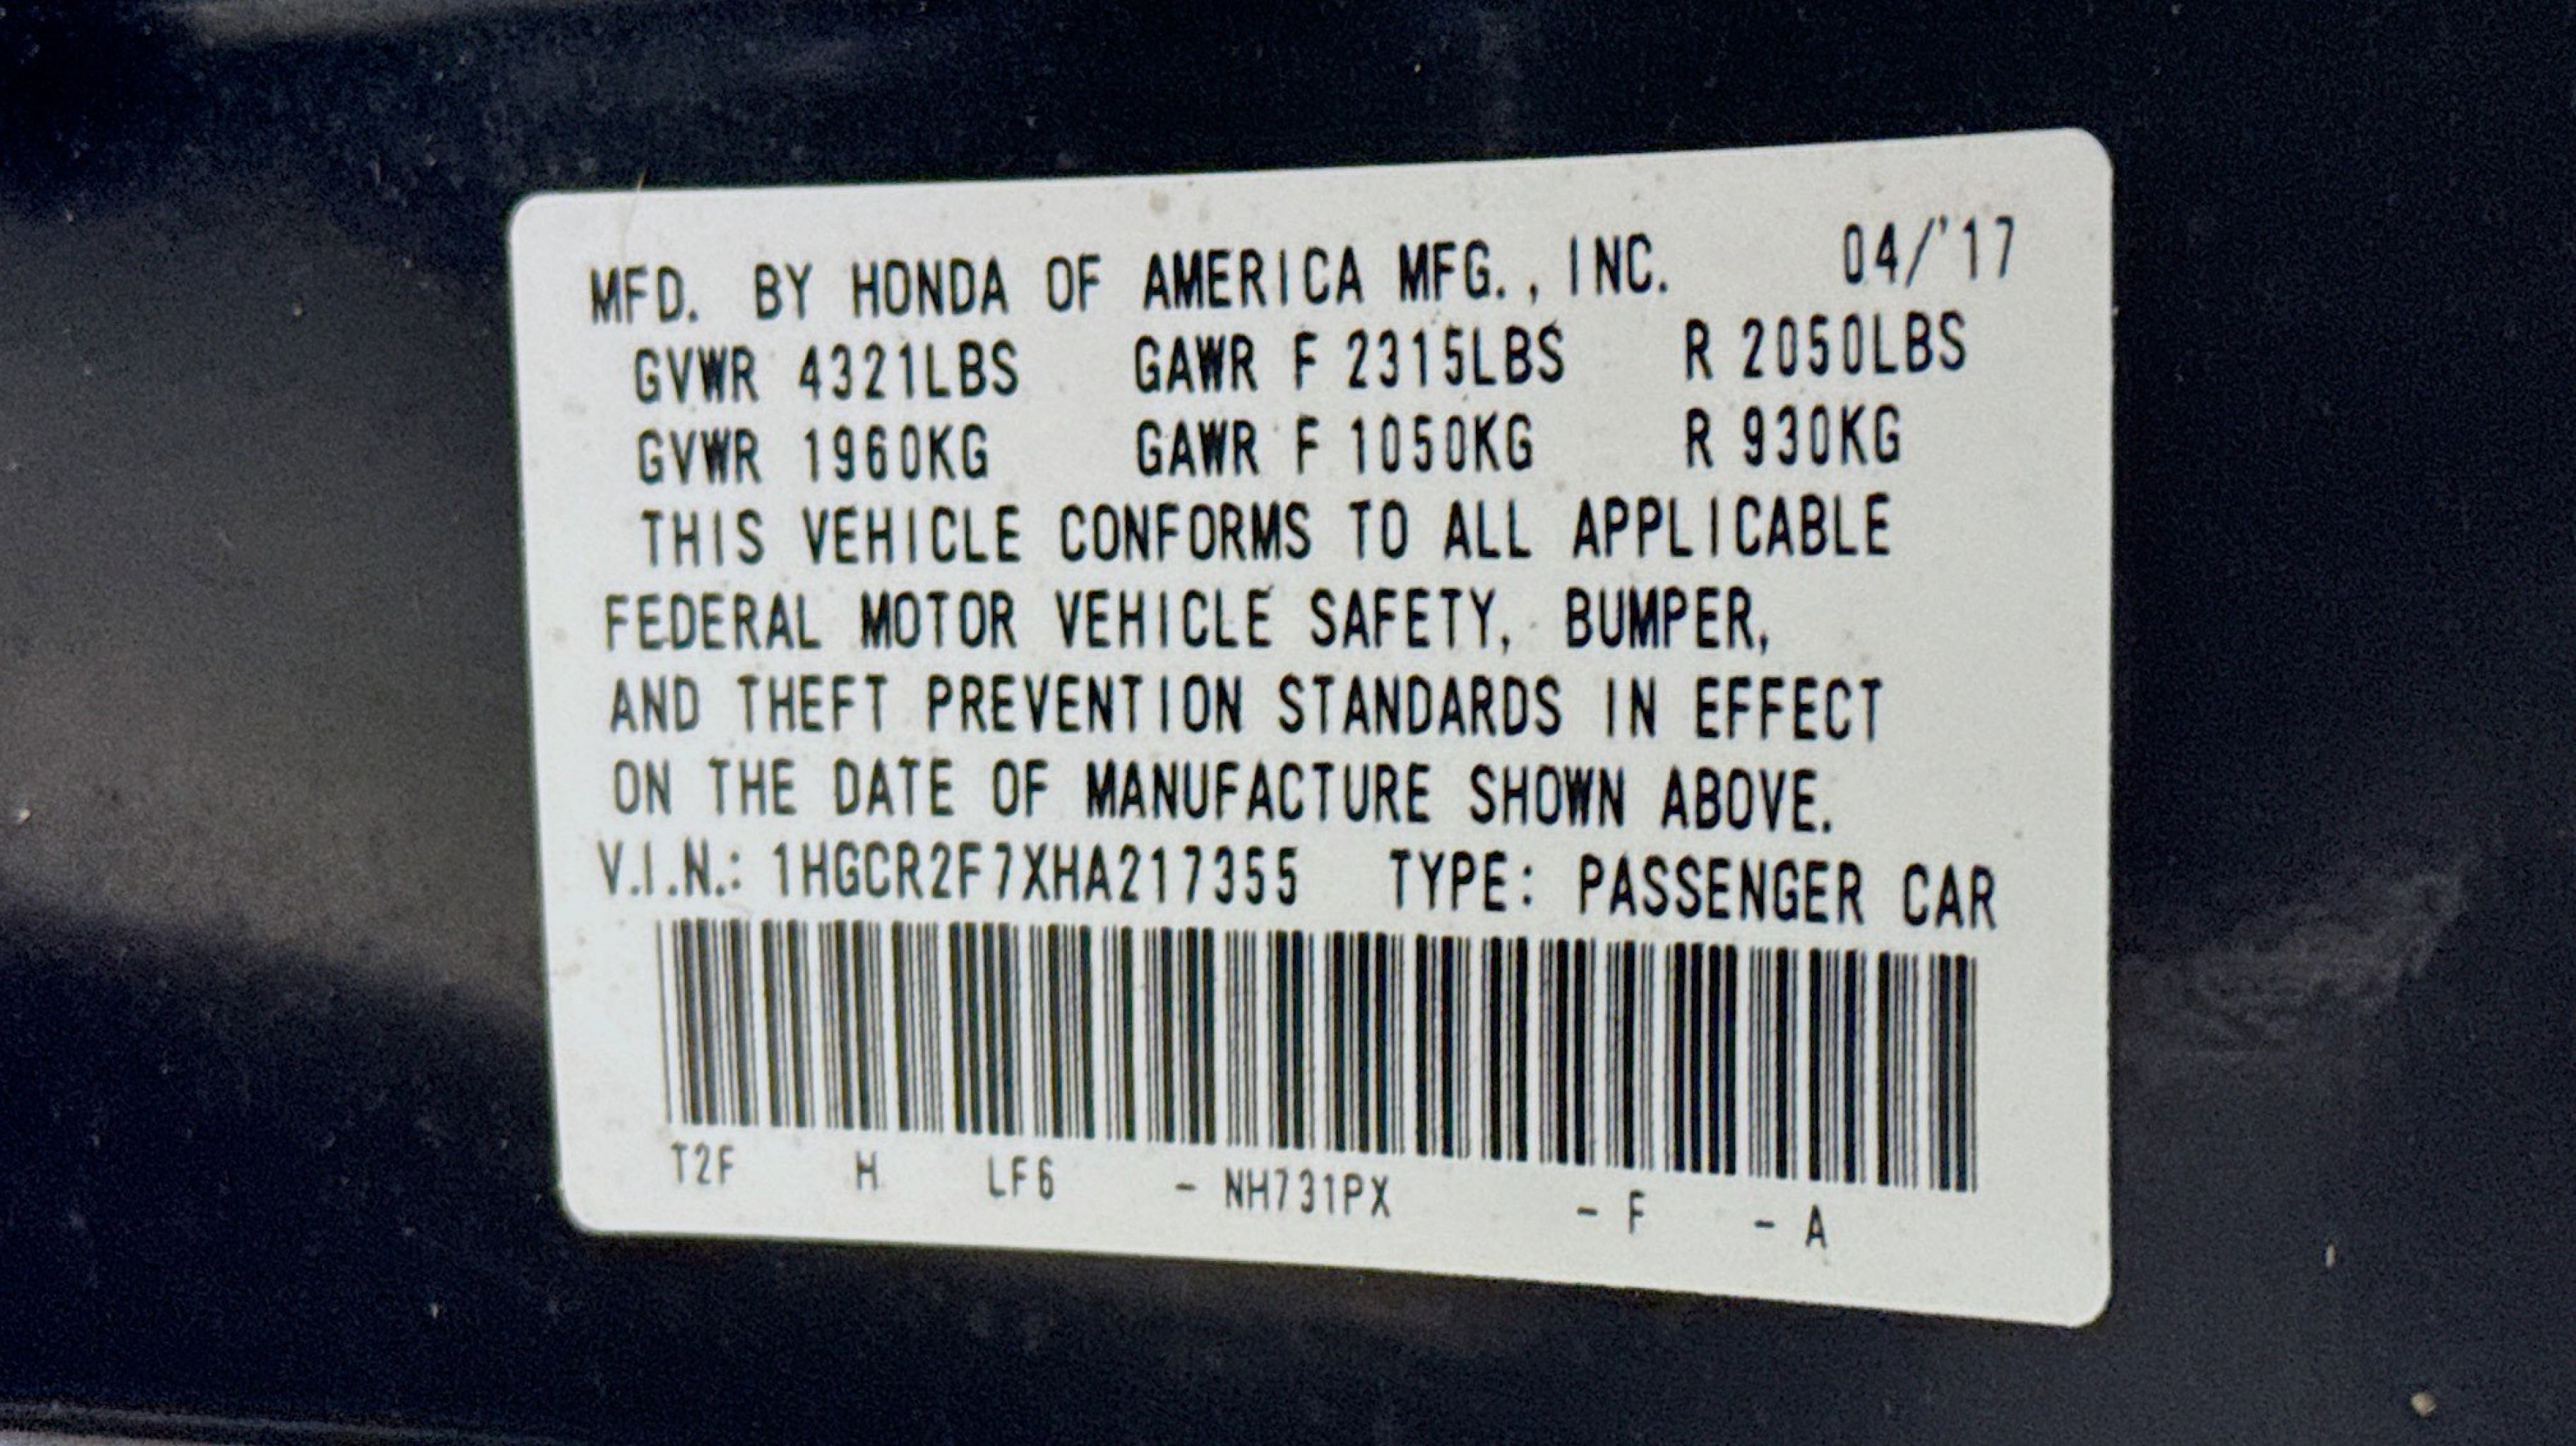 MFD. BY HONDA OF AMERICA MFG., INC. 04/'17
GVWR 4321LBS GAWR F 2315LBS R 2050LBS
GVWR 1960KG GAWR F 1050KG R 930KG
THIS VEHICLE CONFORMS TO ALL APPLICABLE
FEDERAL MOTOR VEHICLE SAFETY, BUMPER,
AND THEFT PREVENTION STANDARDS IN EFFECT
ON THE DATE OF MANUFACTURE SHOWN ABOVE.
V.I.N.: 1HGCR2F7XHA217355 TYPE: PASSENGER CAR
T2F H LF6 - NH731PX - F - A